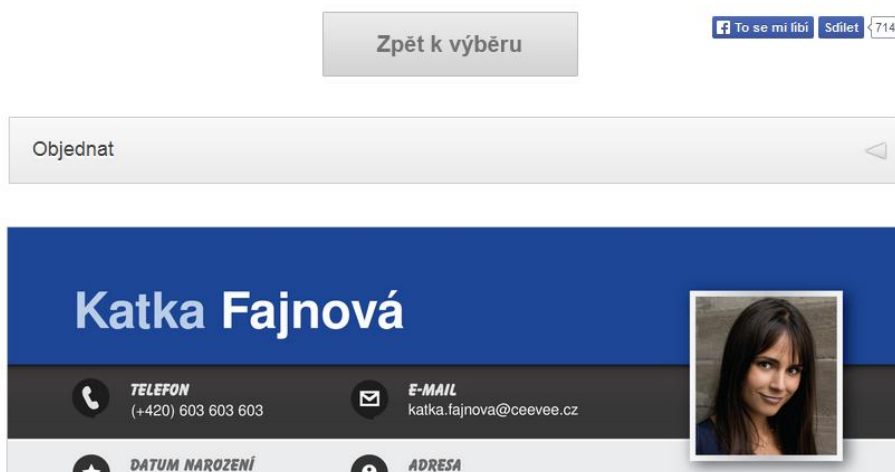 Zpět k výběru
To se mi líbí Sdílet 714
Objednat
Katka Fajnová
TELEFON
(+420) 603 603 603
E-MAIL
katka.fajnova@ceevee.cz
DATUM NAROZENÍ
ADRESA